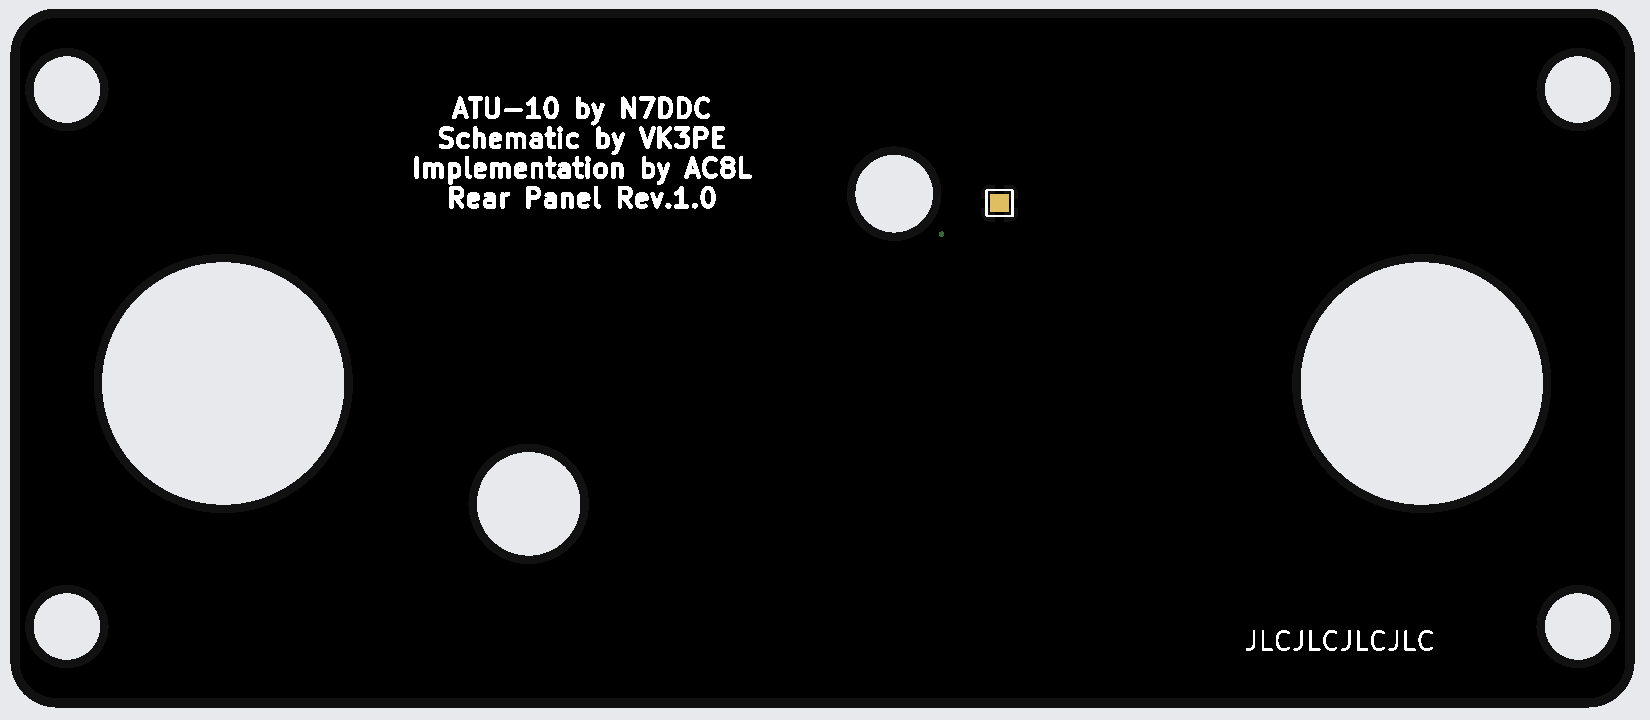 ATU-10 by N7DDC
Schematic by VK3PE
Implementation by AC8L
Rear Panel Rev.1.0
JLCJLCJLCJLC